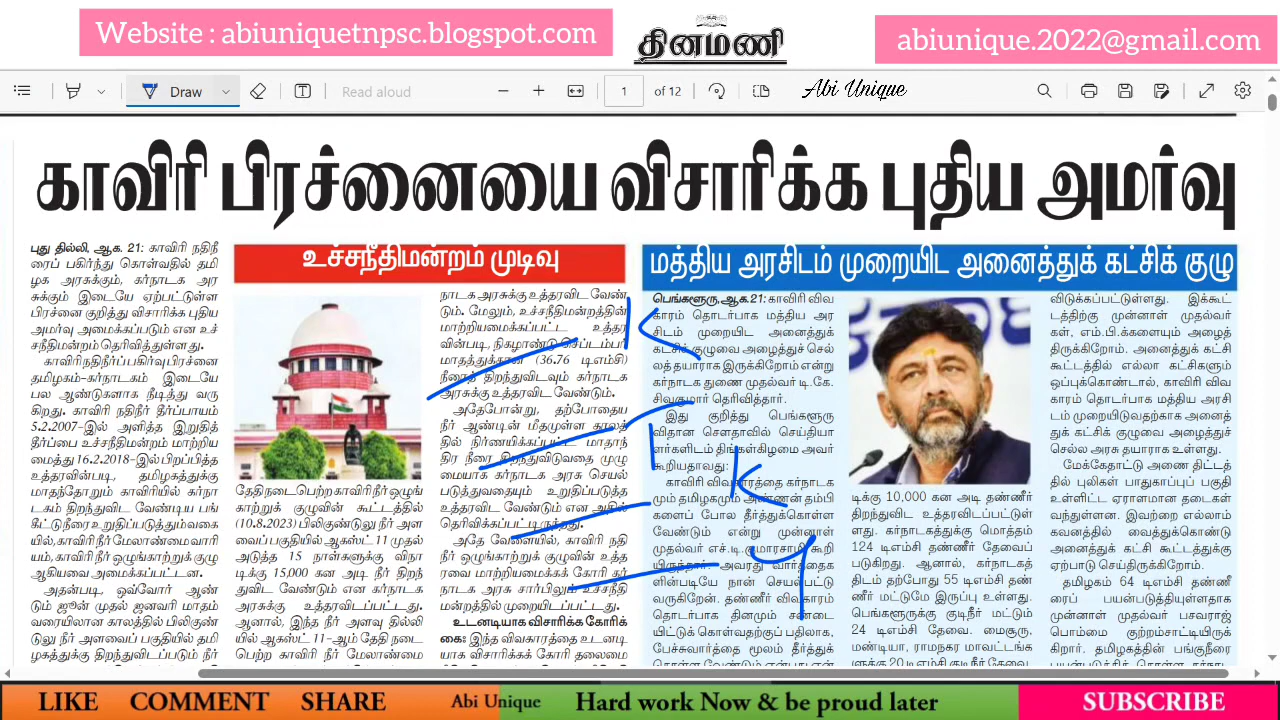 Website : abiuniquetnpsc.blogspot.com
தினமணி
abiunique.2022@gmail.com
Draw
Read aloud
1
of 12
Abi Unique
காவிரி பிரச்னையை விசாரிக்க புதிய அமர்வு
புது தில்லி, ஆக. 21: காவிரி நதிநீ
ரைப் பகிர்ந்து கொள்வதில் தமி
ழக அரசுக்கும், கர்நாடக அர
சுக்கும் இடையே ஏற்பட்டுள்ள
பிரச்னை குறித்து விசாரிக்க புதிய
அமர்வு அமைக்கப்படும் என உச்
சநீதிமன்றம் தெரிவித்துள்ளது.
காவிரி நதிநீர்ப் பகிர்வு பிரச்னை
தமிழகம்-கர்நாடகம் இடையே
பல ஆண்டுகளாக நீடித்து வரு
கிறது. காவிரி நதிநீர் தீர்ப்பாயம்
5.2.2007-இல் அளித்த இறுதித்
தீர்ப்பை உச்சநீதிமன்றம் மாற்றிய
மைத்து 16.2.2018-இல் பிறப்பித்த
உத்தரவின்படி, தமிழகத்துக்கு
மாதந்தோறும் காவிரியில் கர்நா
டகம் திறந்துவிட வேண்டிய பங்
கீட்டு நீரை உறுதிப்படுத்தும்வகை
யில், காவிரி நீர் மேலாண்மை வாரி
யம், காவிரி நீர் ஒழுங்காற்றுக் குழு
ஆகியவை அமைக்கப்பட்டன.
அதன்படி, ஒவ்வோர் ஆண்
டும் ஜூன் முதல் ஜனவரி மாதம்
வரையிலான காலத்தில் பிலிகுண்
டுலு நீர் அளவைப் பகுதியில் தமி
ழகத்துக்கு திறந்துவிடப்படும் நீர்
உச்சநீதிமன்றம் முடிவு
தேதி நடைபெற்ற காவிரி நீர் ஒழுங்
காற்றுக் குழுவின் கூட்டத்தில்
(10.8.2023) பிலிகுண்டுலு நீர் அள
வைப் பகுதியில் ஆகஸ்ட் 11 முதல்
அடுத்த 15 நாள்களுக்கு விநா
டிக்கு 15,000 கன அடி நீர் திறந்
துவிட வேண்டும் என கர்நாடக
அரசுக்கு உத்தரவிடப்பட்டது.
ஆனால், இந்த நீர் அளவு தில்லி
யில் ஆகஸ்ட் 11-ஆம் தேதி நடை
பெற்ற காவிரி நீர் மேலாண்மை
நாடக அரசுக்கு உத்தரவிட வேண்
டும். மேலும், உச்சநீதிமன்றத்தின்
மாற்றியமைக்கப்பட்ட உத்தர
வின்படி, நிகழாண்டு செப்டம்பர்
மாதத்துக்கான (36.76 டிஎம்சி)
நீரைத் திறந்துவிடவும் கர்நாடக
அரசுக்கு உத்தரவிட வேண்டும்.
அதேபோன்று, தற்போதைய
நீர் ஆண்டின் மீதமுள்ள காலத்
தில் நிர்ணயிக்கப்பட்ட மாதாந்
திர நீரை திறந்துவிடுவதை முழு
மையாக கர்நாடக அரசு செயல்
படுத்துவதையும் உறுதிப்படுத்த
உத்தரவிட வேண்டும் என அதில்
தெரிவிக்கப்பட்டிருந்தது.
அதே வேளையில், காவிரி நதி
நீர் ஒழுங்காற்றுக் குழுவின் உத்த
ரவை மாற்றியமைக்கக் கோரி கர்
நாடக அரசு சார்பிலும் உச்சநீதி
மன்றத்தில் முறையிடப்பட்டது.
உடனடியாக விசாரிக்க கோரிக்
கை: இந்த விவகாரத்தை உடனடி
யாக விசாரிக்கக் கோரி தலைமை
மத்திய அரசிடம் முறையிட அனைத்துக் கட்சிக் குழு
பெங்களூரு, ஆக.21: காவிரி விவ
காரம் தொடர்பாக மத்திய அர
சிடம் முறையிட அனைத்துக்
கட்சிக் குழுவை அழைத்துச் செல்
லத் தயாராக இருக்கிறோம் என்று
கர்நாடக துணை முதல்வர் டி.கே.
சிவகுமார் தெரிவித்தார்.
இது குறித்து பெங்களூரு
விதான சௌதாவில் செய்தியா
ளர்களிடம் திங்கள்கிழமை அவர்
கூறியதாவது:
காவிரி விவகாரத்தை கர்நாடக
மும் தமிழகமும் அண்ணன் தம்பி
களைப் போல தீர்த்துக்கொள்ள
வேண்டும் என்று முன்னாள்
முதல்வர் எச்.டி.குமாரசாமி கூறி
யிருந்தார். அவரது வார்த்தைக
ளின்படியே நான் செயல்பட்டு
வருகிறேன். தண்ணீர் விவகாரம்
தொடர்பாக தினமும் சண்டை
யிட்டுக் கொள்வதற்குப் பதிலாக,
பேச்சுவார்த்தை மூலம் தீர்த்துக்
கொள்ள வேண்டும் என்பது என்
டிக்கு 10,000 கன அடி தண்ணீர்
திறந்துவிட உத்தரவிடப்பட்டுள்
ளது. கர்நாடகத்துக்கு மொத்தம்
124 டிஎம்சி தண்ணீர் தேவைப்
படுகிறது. ஆனால், கர்நாடகத்
திடம் தற்போது 55 டிஎம்சி தண்
ணீர் மட்டுமே இருப்பு உள்ளது.
பெங்களூருக்கு குடிநீர் மட்டும்
24 டிஎம்சி தேவை. மைசூரு,
மண்டியா, ராமநகர மாவட்டங்க
ளுக்கு 20 டிஎம்சி குடிநீர் தேவை.
விடுக்கப்பட்டுள்ளது. இக்கூட்
டத்திற்கு முன்னாள் முதல்வர்
கள், எம்.பி.க்களையும் அழைத்
திருக்கிறோம். அனைத்துக் கட்சி
கூட்டத்தில் எல்லா கட்சிகளும்
ஒப்புக்கொண்டால், காவிரி விவ
காரம் தொடர்பாக மத்திய அரசி
டம் முறையிடுவதற்காக அனைத்
துக் கட்சிக் குழுவை அழைத்துச்
செல்ல அரசு தயாராக உள்ளது.
மேக்கேதாட்டு அணை திட்டத்
தில் புலிகள் பாதுகாப்புப் பகுதி
உள்ளிட்ட ஏராளமான தடைகள்
வந்துள்ளன. இவற்றை எல்லாம்
கவனத்தில் வைத்துக்கொண்டு
அனைத்துக் கட்சி கூட்டத்துக்கு
ஏற்பாடு செய்திருக்கிறோம்.
தமிழகம் 64 டிஎம்சி தண்ணீ
ரைப் பயன்படுத்தியுள்ளதாக
முன்னாள் முதல்வர் பசவராஜ்
பொம்மை குற்றம்சாட்டியிருக்
கிறார். தமிழகத்தின் பங்குநீரை
LIKE COMMENT SHARE
Abi Unique
Hard work Now & be proud later
SUBSCRIBE